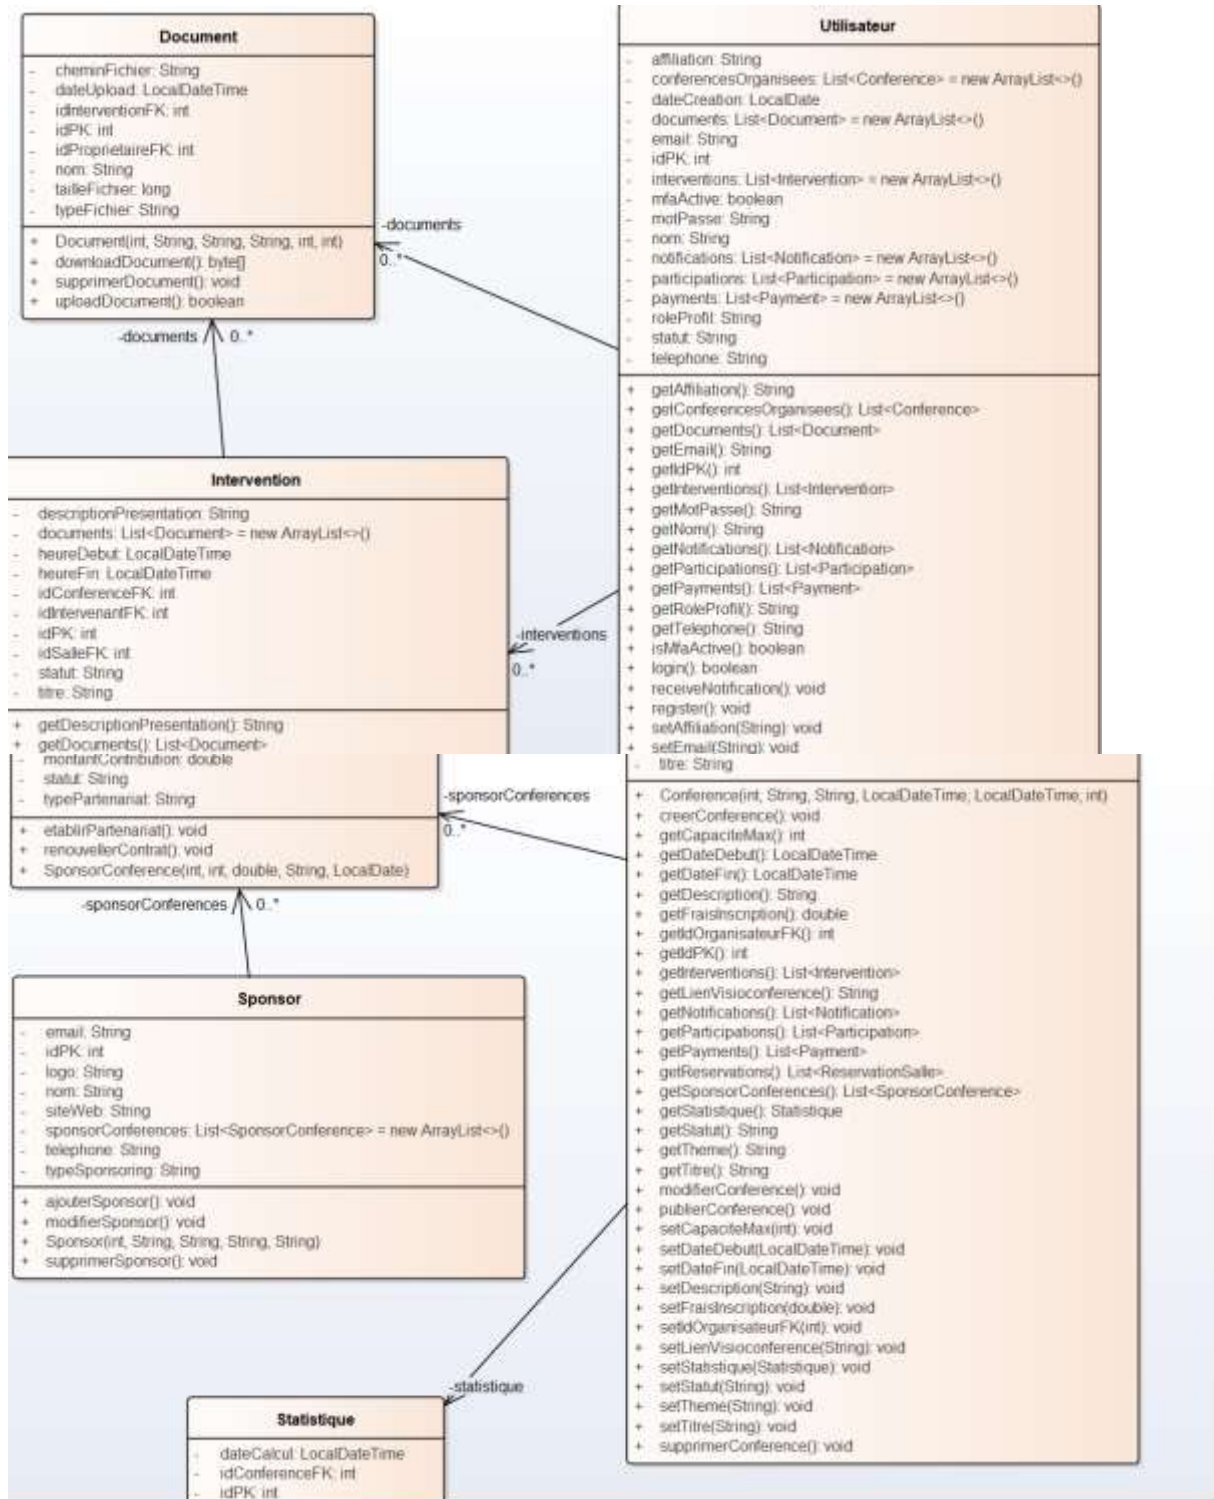 Document
- cheminFichier: String
- dateUpload: LocalDateTime
- idInterventionFK: int
- idPK: int
- idProprietaireFK: int
- nom: String
- tailleFichier: long
- typeFichier: String
+ Document(int, String, String, String, int, int)
+ downloadDocument(): byte[]
+ supprimerDocument(): void
+ uploadDocument(): boolean
-documents
0..*
-documents 0..*
Utilisateur
- affiliation: String
- conferencesOrganisees: List<Conference> = new ArrayList<>()
- dateCreation: LocalDate
- documents: List<Document> = new ArrayList<>()
- email: String
- idPK: int
- interventions: List<Intervention> = new ArrayList<>()
- mfaActive: boolean
- motPasse: String
- nom: String
- notifications: List<Notification> = new ArrayList<>()
- participations: List<Participation> = new ArrayList<>()
- payments: List<Payment> = new ArrayList<>()
- roleProfil: String
- statut: String
- telephone: String
+ getAffiliation(): String
+ getConferencesOrganisees(): List<Conference>
+ getDocuments(): List<Document>
+ getEmail(): String
+ getIdPK(): int
+ getInterventions(): List<Intervention>
+ getMotPasse(): String
+ getNom(): String
+ getNotifications(): List<Notification>
+ getParticipations(): List<Participation>
+ getPayments(): List<Payment>
+ getRoleProfil(): String
+ getTelephone(): String
+ isMfaActive(): boolean
+ login(): boolean
+ receiveNotification(): void
+ register(): void
+ setAffiliation(String): void
+ setEmail(String): void
Intervention
- descriptionPresentation: String
- documents: List<Document> = new ArrayList<>()
- heureDebut: LocalDateTime
- heureFin: LocalDateTime
- idConferenceFK: int
- idIntervenantFK: int
- idPK: int
- idSalleFK: int
- statut: String
- titre: String
+ getDescriptionPresentation(): String
+ getDocuments(): List<Document>
-interventions
0..*
- montantContribution: double
- statut: String
- typePartenariat: String
+ etablirPartenariat(): void
+ renouvellerContrat(): void
+ SponsorConference(int, int, double, String, LocalDate)
-sponsorConferences
0..*
-sponsorConferences 0..*
Sponsor
- email: String
- idPK: int
- logo: String
- nom: String
- siteWeb: String
- sponsorConferences: List<SponsorConference> = new ArrayList<>()
- telephone: String
- typeSponsoring: String
+ ajouterSponsor(): void
+ modifierSponsor(): void
+ Sponsor(int, String, String, String, String)
+ supprimerSponsor(): void
- titre: String
+ Conference(int, String, String, LocalDateTime, LocalDateTime, int)
+ creerConference(): void
+ getCapaciteMax(): int
+ getDateDebut(): LocalDateTime
+ getDateFin(): LocalDateTime
+ getDescription(): String
+ getFraisInscription(): double
+ getIdOrganisateurFK(): int
+ getIdPK(): int
+ getInterventions(): List<Intervention>
+ getLienVisioconference(): String
+ getNotifications(): List<Notification>
+ getParticipations(): List<Participation>
+ getPayments(): List<Payment>
+ getReservations(): List<ReservationSalle>
+ getSponsorConferences(): List<SponsorConference>
+ getStatistique(): Statistique
+ getStatut(): String
+ getTheme(): String
+ getTitre(): String
+ modifierConference(): void
+ publierConference(): void
+ setCapaciteMax(int): void
+ setDateDebut(LocalDateTime): void
+ setDateFin(LocalDateTime): void
+ setDescription(String): void
+ setFraisInscription(double): void
+ setIdOrganisateurFK(int): void
+ setLienVisioconference(String): void
+ setStatistique(Statistique): void
+ setStatut(String): void
+ setTheme(String): void
+ setTitre(String): void
+ supprimerConference(): void
-statistique
Statistique
- dateCalcul: LocalDateTime
- idConferenceFK: int
- idPK: int